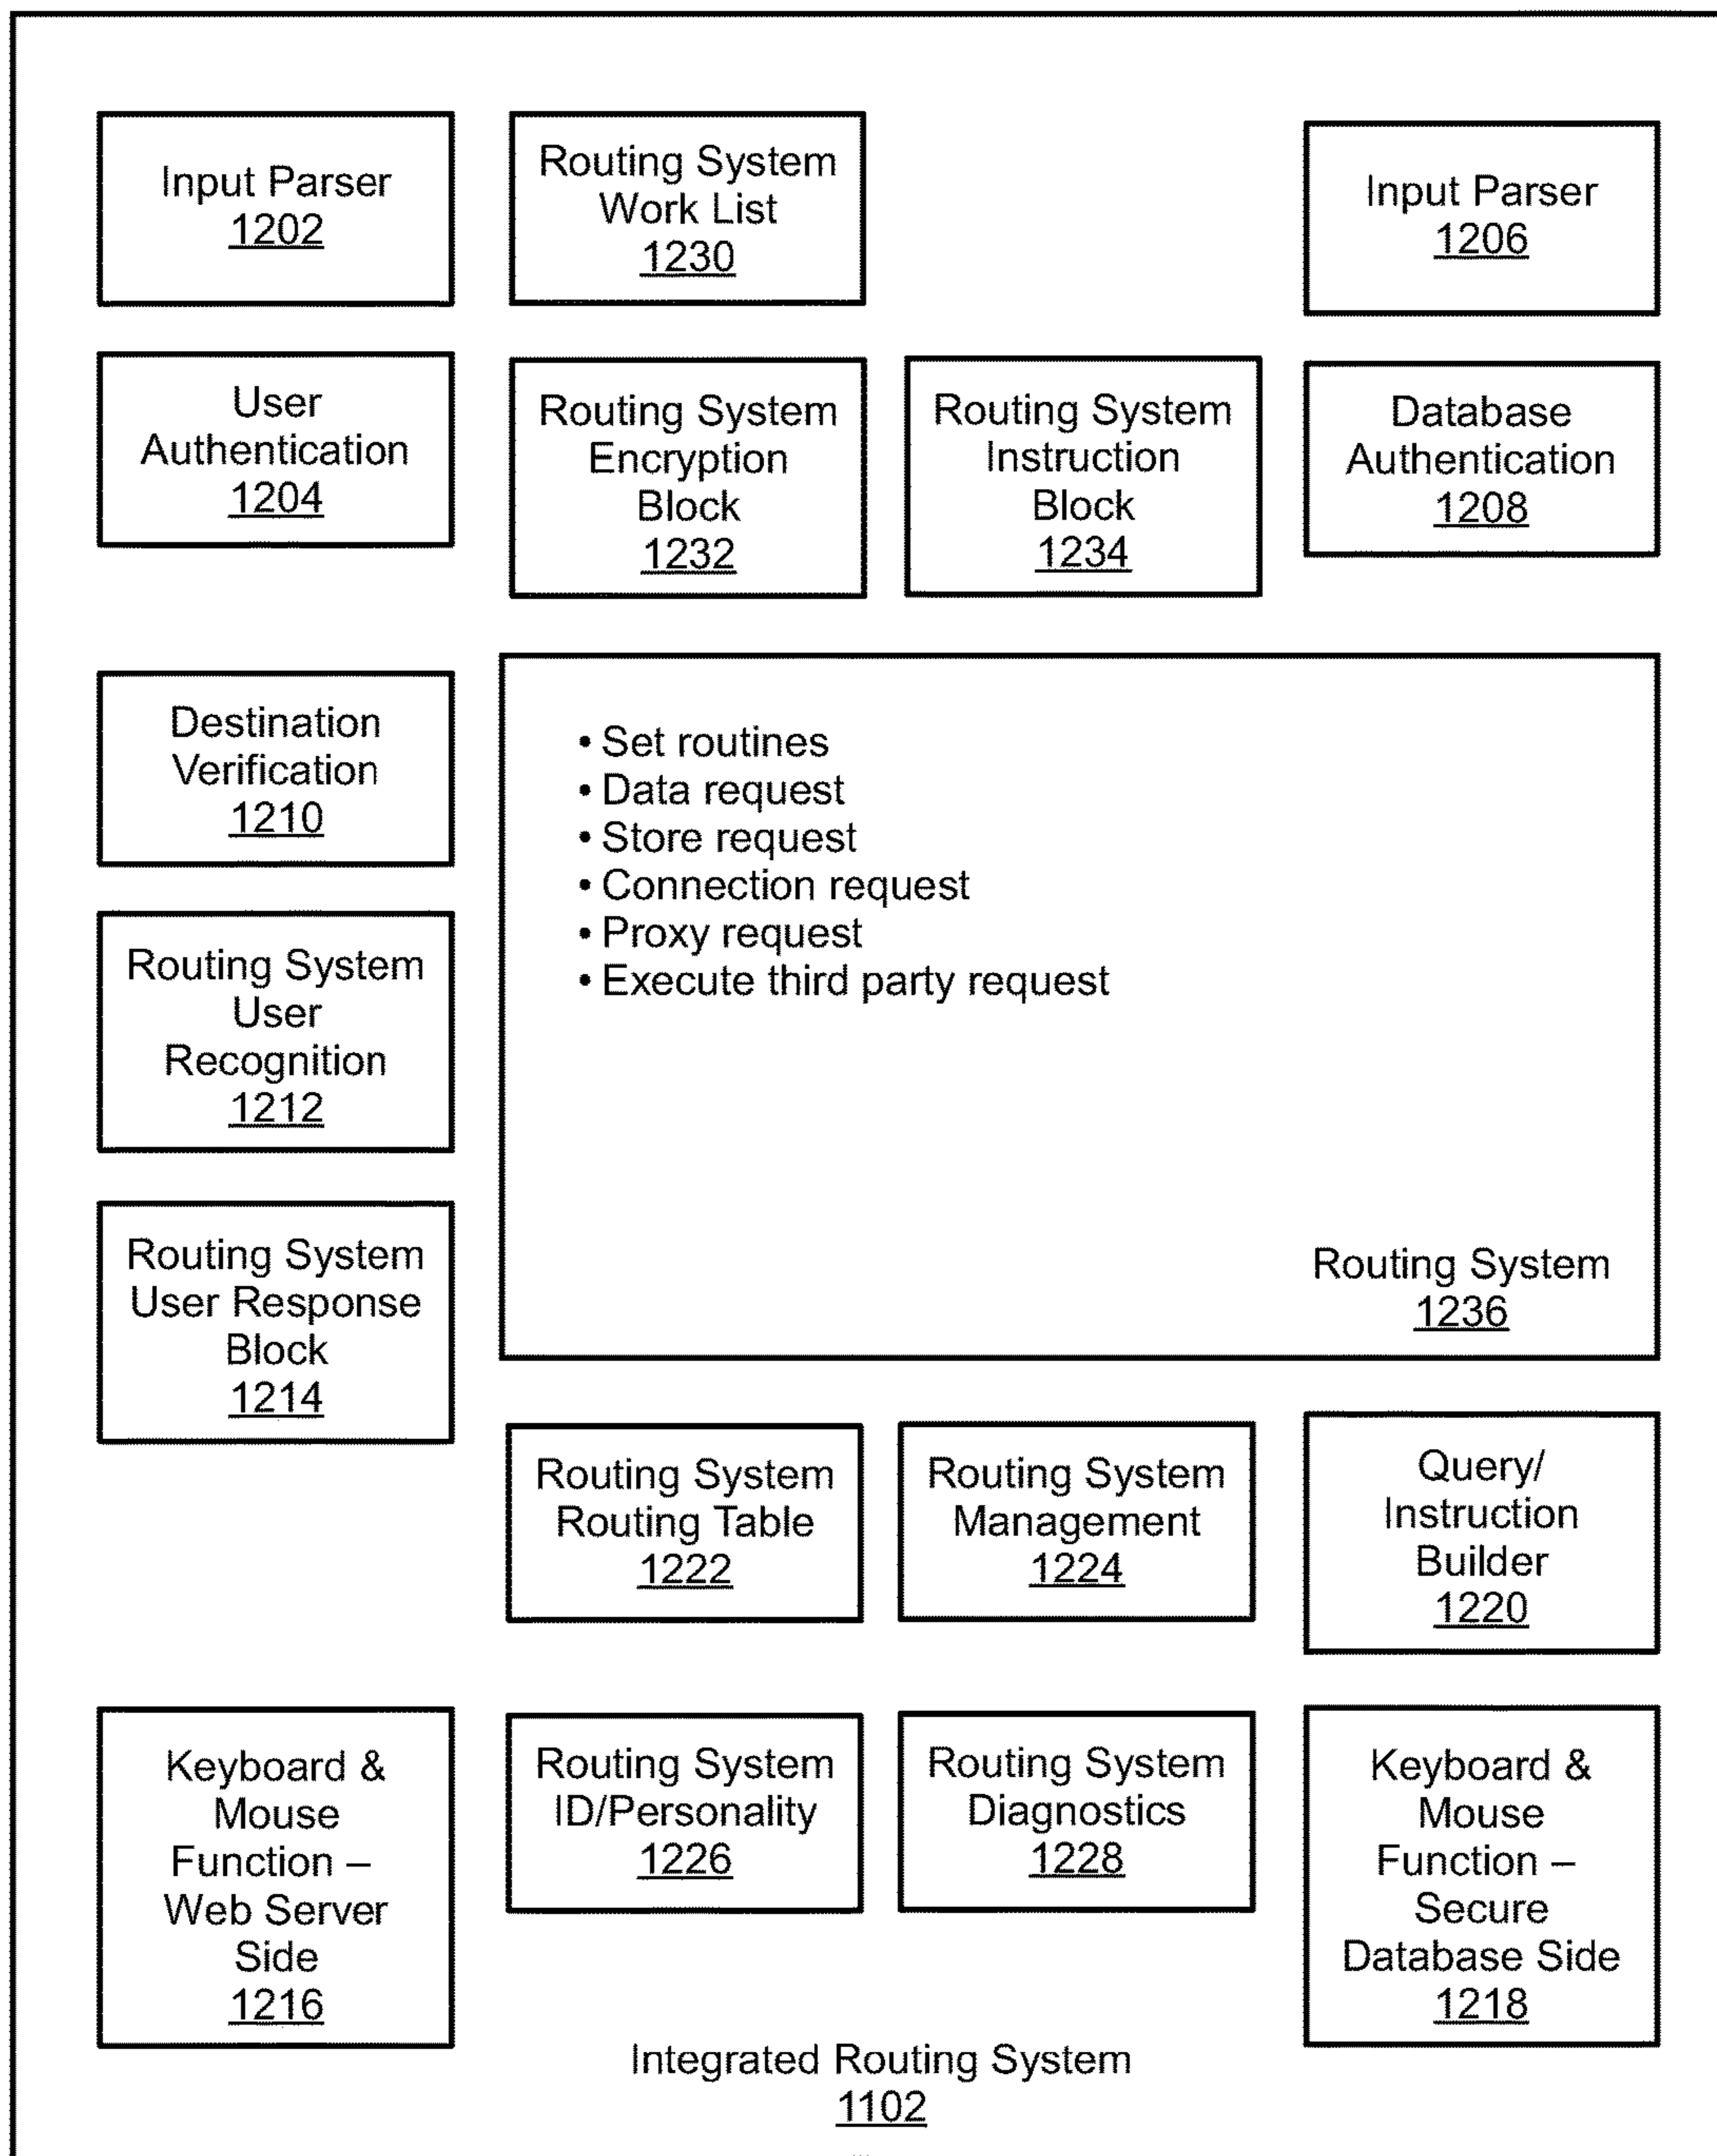 Input Parser
1202
Routing System
Work List
1230
Input Parser
1206
User
Authentication
1204
Routing System
Encryption
Block
1232
Routing System
Instruction
Block
1234
Database
Authentication
1208
Destination
Verification
1210
Routing System
User
Recognition
1212
Routing System
User Response
Block
1214
• Set routines
• Data request
• Store request
• Connection request
• Proxy request
• Execute third party request
Routing System
1236
Routing System
Routing Table
1222
Routing System
Management
1224
Query/
Instruction
Builder
1220
Keyboard &
Mouse
Function –
Web Server
Side
1216
Routing System
ID/Personality
1226
Routing System
Diagnostics
1228
Keyboard &
Mouse
Function –
Secure
Database Side
1218
Integrated Routing System
1102